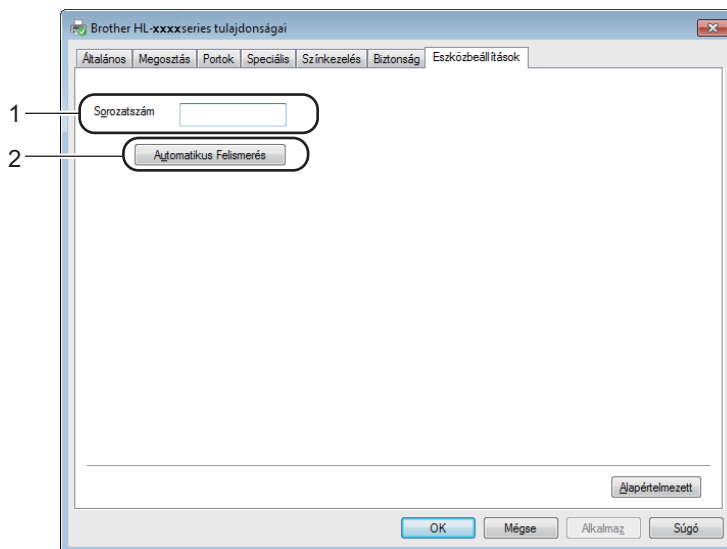 Brother HL-xxxxseries tulajdonságai
Általános Megosztás Portok Speciális Színkezelés Biztonság Eszközbeállítások
1 Sorozatszám
2 Automatikus Felismerés
Alapértelmezett
OK Mégse Alkalmaz Súgó